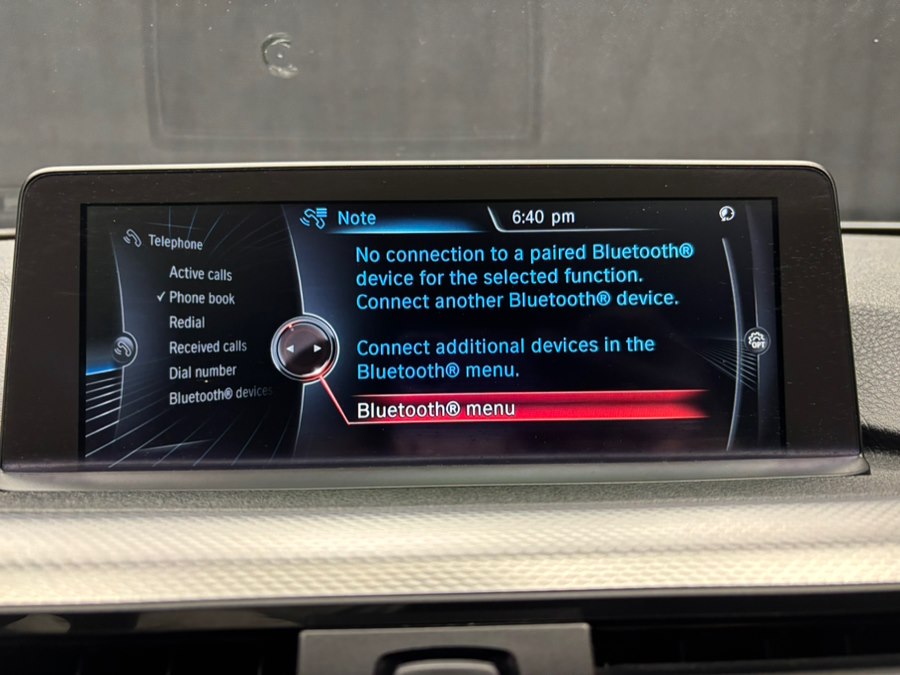 Note
6:40 pm
Telephone
Active calls
✓ Phone book
Redial
Received calls
Dial number
Bluetooth® devices
No connection to a paired Bluetooth®
device for the selected function.
Connect another Bluetooth® device.
Connect additional devices in the
Bluetooth® menu.
Bluetooth® menu
OPT